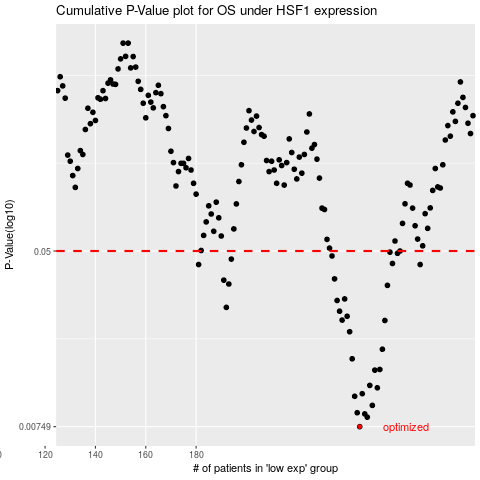 Cumulative P-Value plot for OS under HSF1 expression
P-Value(log10)
0.05
0.00749
optimized
0 120 140 160 180
# of patients in 'low exp' group